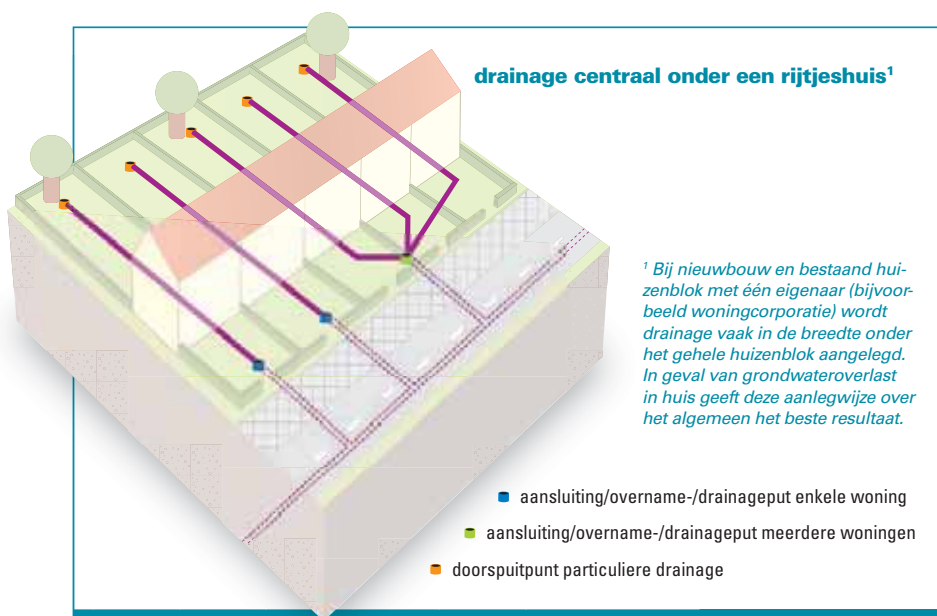 drainage centraal onder een rijtjeshuis¹
¹ Bij nieuwbouw en bestaand hui-
zenblok met één eigenaar (bijvoor-
beeld woningcorporatie) wordt
drainage vaak in de breedte onder
het gehele huizenblok aangelegd.
In geval van grondwateroverlast
in huis geeft deze aanlegwijze over
het algemeen het beste resultaat.
aansluiting/overname-/drainageput enkele woning
aansluiting/overname-/drainageput meerdere woningen
doorspuitpunt particuliere drainage